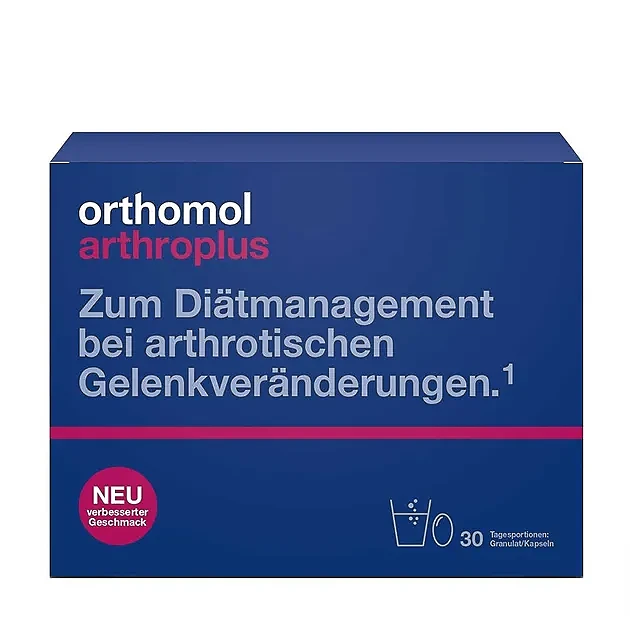 orthomol
arthroplus
Zum Diätmanagement
bei arthrotischen
Gelenkveränderungen.¹
NEU
verbesserter
Geschmack
30 Tagesportionen:
Granulat/Kapseln